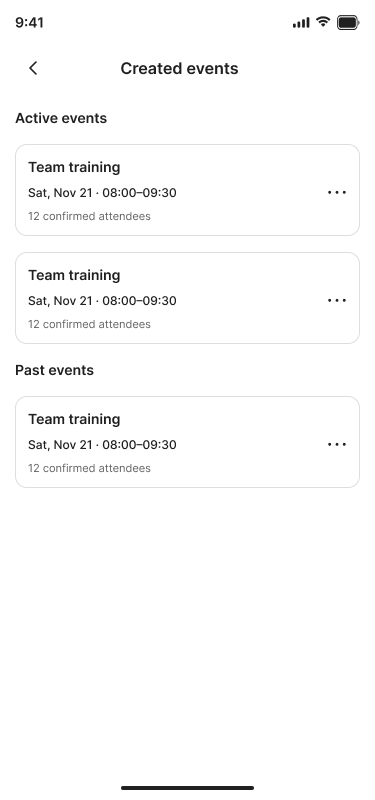 9:41
Created events
Active events
Team training
Sat, Nov 21 · 08:00–09:30
12 confirmed attendees
Team training
Sat, Nov 21 · 08:00–09:30
12 confirmed attendees
Past events
Team training
Sat, Nov 21 · 08:00–09:30
12 confirmed attendees